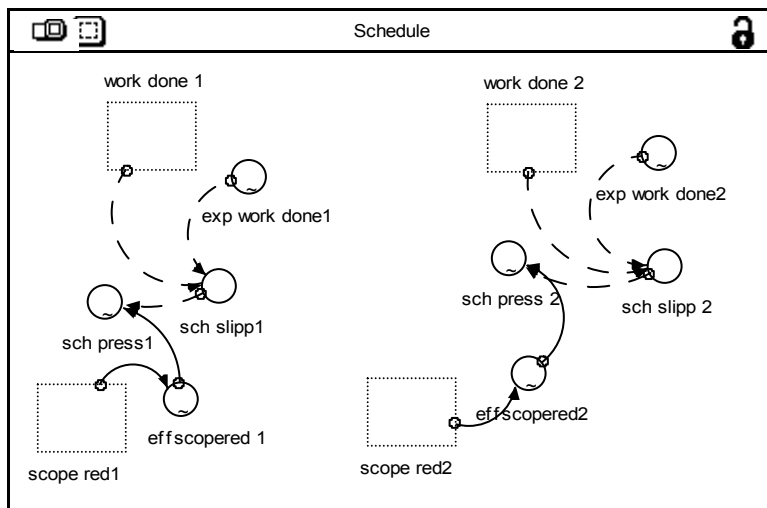 Schedule
work done 1
work done 2
exp work done1
exp work done2
sch slipp1
sch press 2
sch slipp 2
sch press1
effscopered 1
effscopered2
scope red1
scope red2
~
~
~
~
~
~